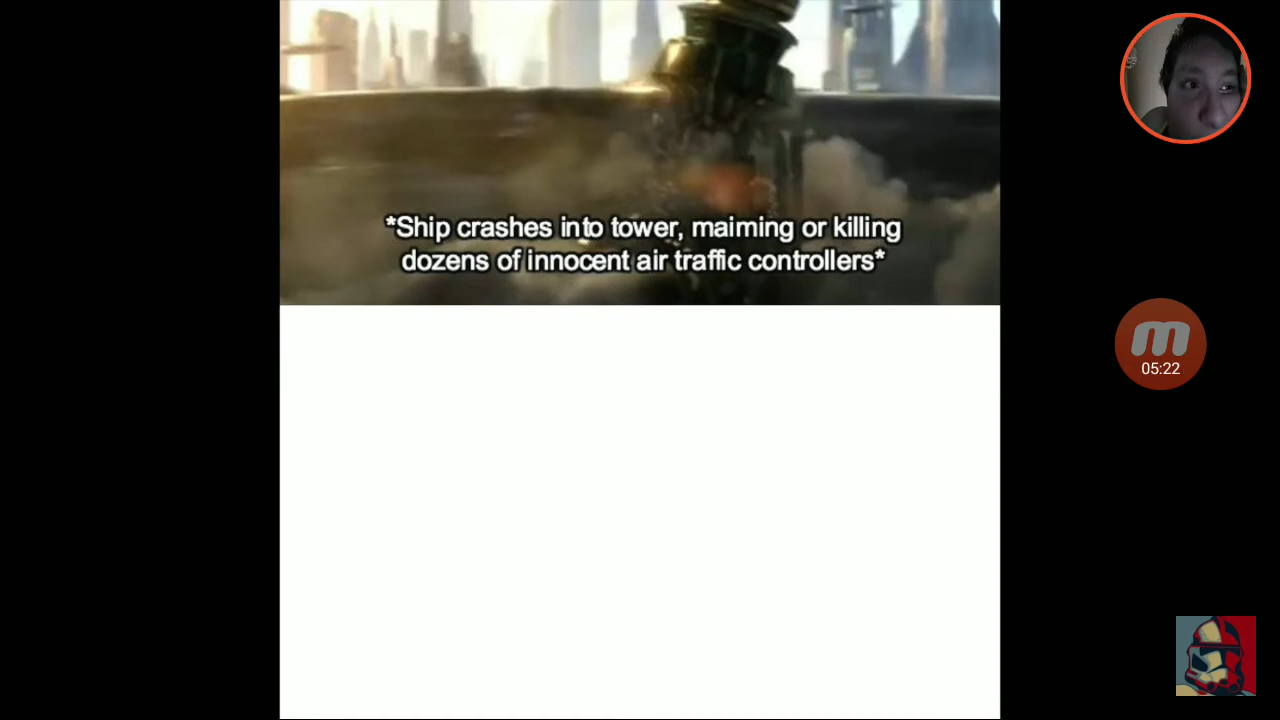 *Ship crashes into tower, maiming or killing
dozens of innocent air traffic controllers*
05:22